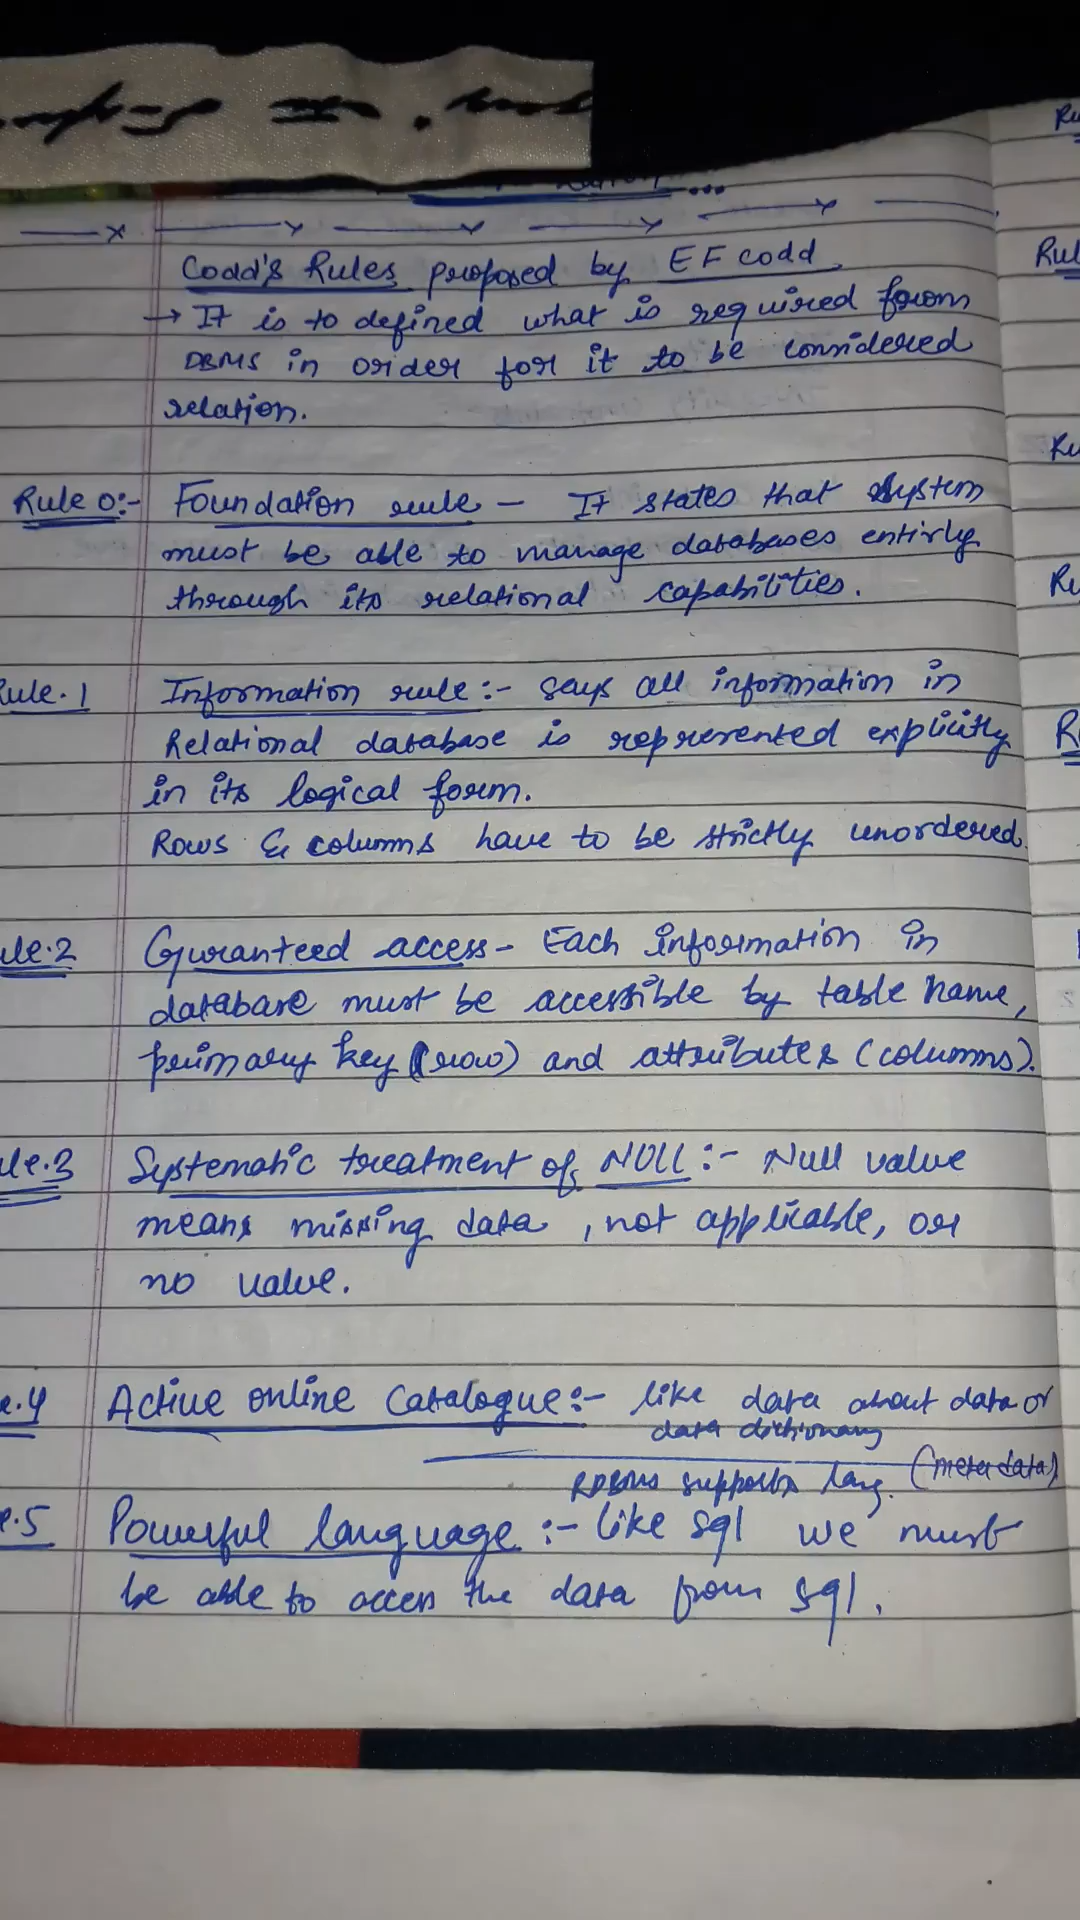 Codd's Rules proposed by EF codd.
→ It is to defined what is required from
DBMS in order for it to be considered
relation.
Rule 0:- Foundation rule - It states that system
must be able to manage databases entirly
through its relational capabilities.
Rule.1 Information rule:- says all information in
Relational database is represented explicitly
in its logical form.
Rows & columns have to be strictly unordered.
Rule.2 Guranteed access- Each information in
database must be accessible by table name,
primary key (row) and attributes (columns).
Rule.3 Systematic treatment of NULL:- Null value
means missing data, not applicable, or
no value.
4 Active online Catalogue:- like data about data or
data dictionary
(metadata)
RDBMS supports lang.
5 Powerful language:- like sql we must
be able to access the data from sql.